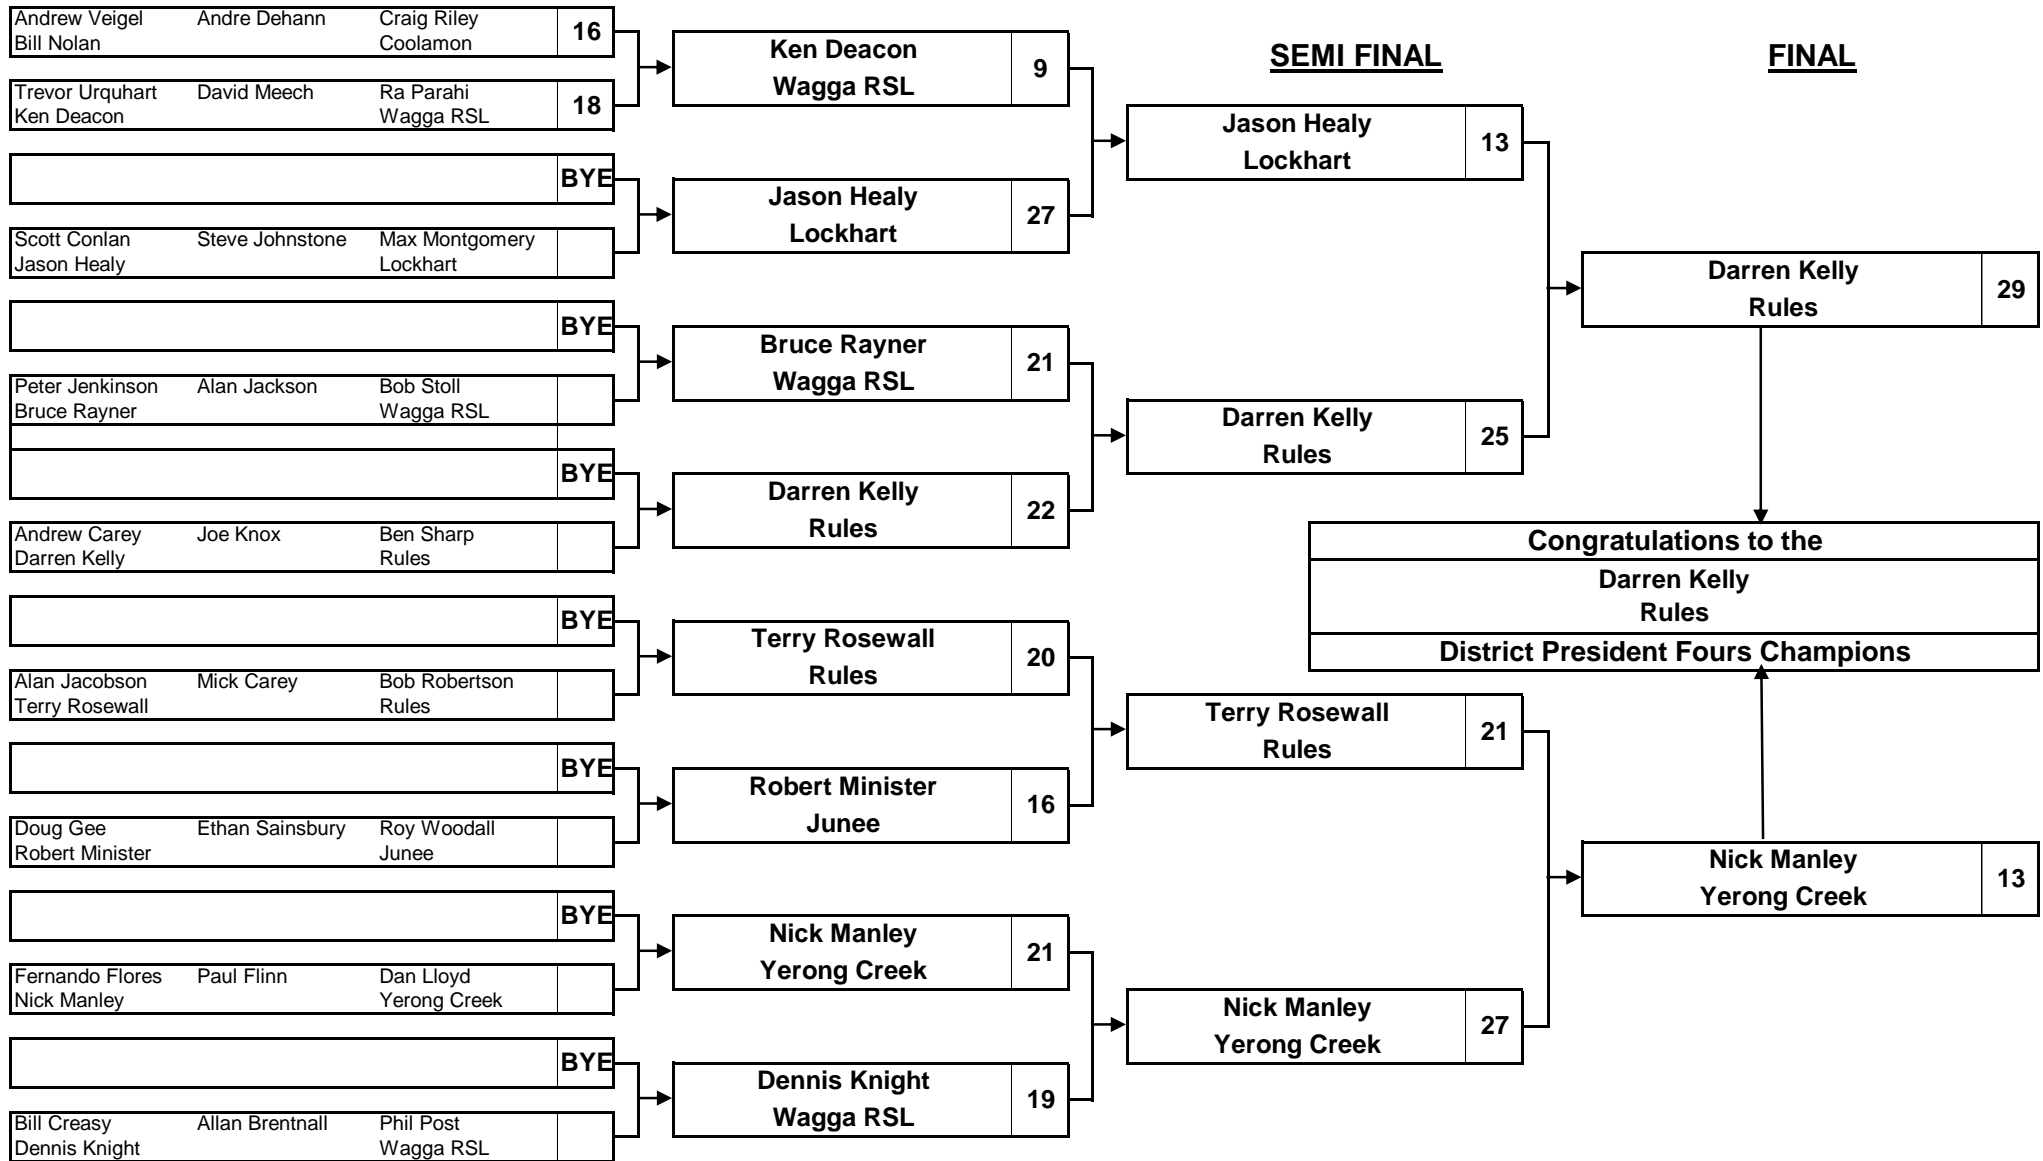 Andrew Veigel Andre Dehann Craig Riley 16
Bill Nolan Coolamon
Trevor Urquhart David Meech Ra Parahi 18
Ken Deacon Wagga RSL
BYE
Scott Conlan Steve Johnstone Max Montgomery
Jason Healy Lockhart
BYE
Peter Jenkinson Alan Jackson Bob Stoll
Bruce Rayner Wagga RSL
BYE
Andrew Carey Joe Knox Ben Sharp
Darren Kelly Rules
BYE
Alan Jacobson Mick Carey Bob Robertson
Terry Rosewall Rules
BYE
Doug Gee Ethan Sainsbury Roy Woodall
Robert Minister Junee
BYE
Fernando Flores Paul Flinn Dan Lloyd
Nick Manley Yerong Creek
BYE
Bill Creasy Allan Brentnall Phil Post
Dennis Knight Wagga RSL
Ken Deacon 9
Wagga RSL
Jason Healy 27
Lockhart
Bruce Rayner 21
Wagga RSL
Darren Kelly 22
Rules
Terry Rosewall 20
Rules
Robert Minister 16
Junee
Nick Manley 21
Yerong Creek
Dennis Knight 19
Wagga RSL
SEMI FINAL
Jason Healy 13
Lockhart
Darren Kelly 25
Rules
Terry Rosewall 21
Rules
Nick Manley 27
Yerong Creek
FINAL
Darren Kelly 29
Rules
Congratulations to the
Darren Kelly
Rules
District President Fours Champions
Nick Manley 13
Yerong Creek